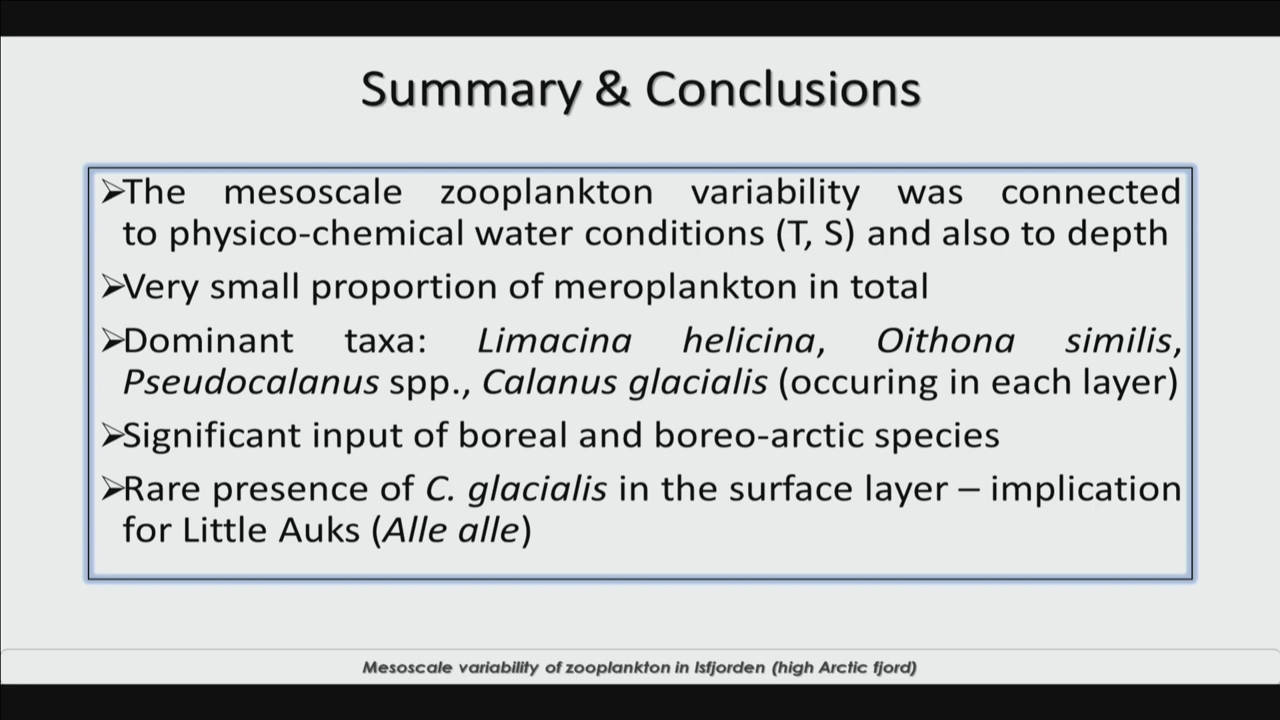 Summary & Conclusions
➢The mesoscale zooplankton variability was connected
to physico-chemical water conditions (T, S) and also to depth
➢Very small proportion of meroplankton in total
➢Dominant taxa: Limacina helicina, Oithona similis,
Pseudocalanus spp., Calanus glacialis (occuring in each layer)
➢Significant input of boreal and boreo-arctic species
➢Rare presence of C. glacialis in the surface layer – implication
for Little Auks (Alle alle)
Mesoscale variability of zooplankton in Isfjorden (high Arctic fjord)